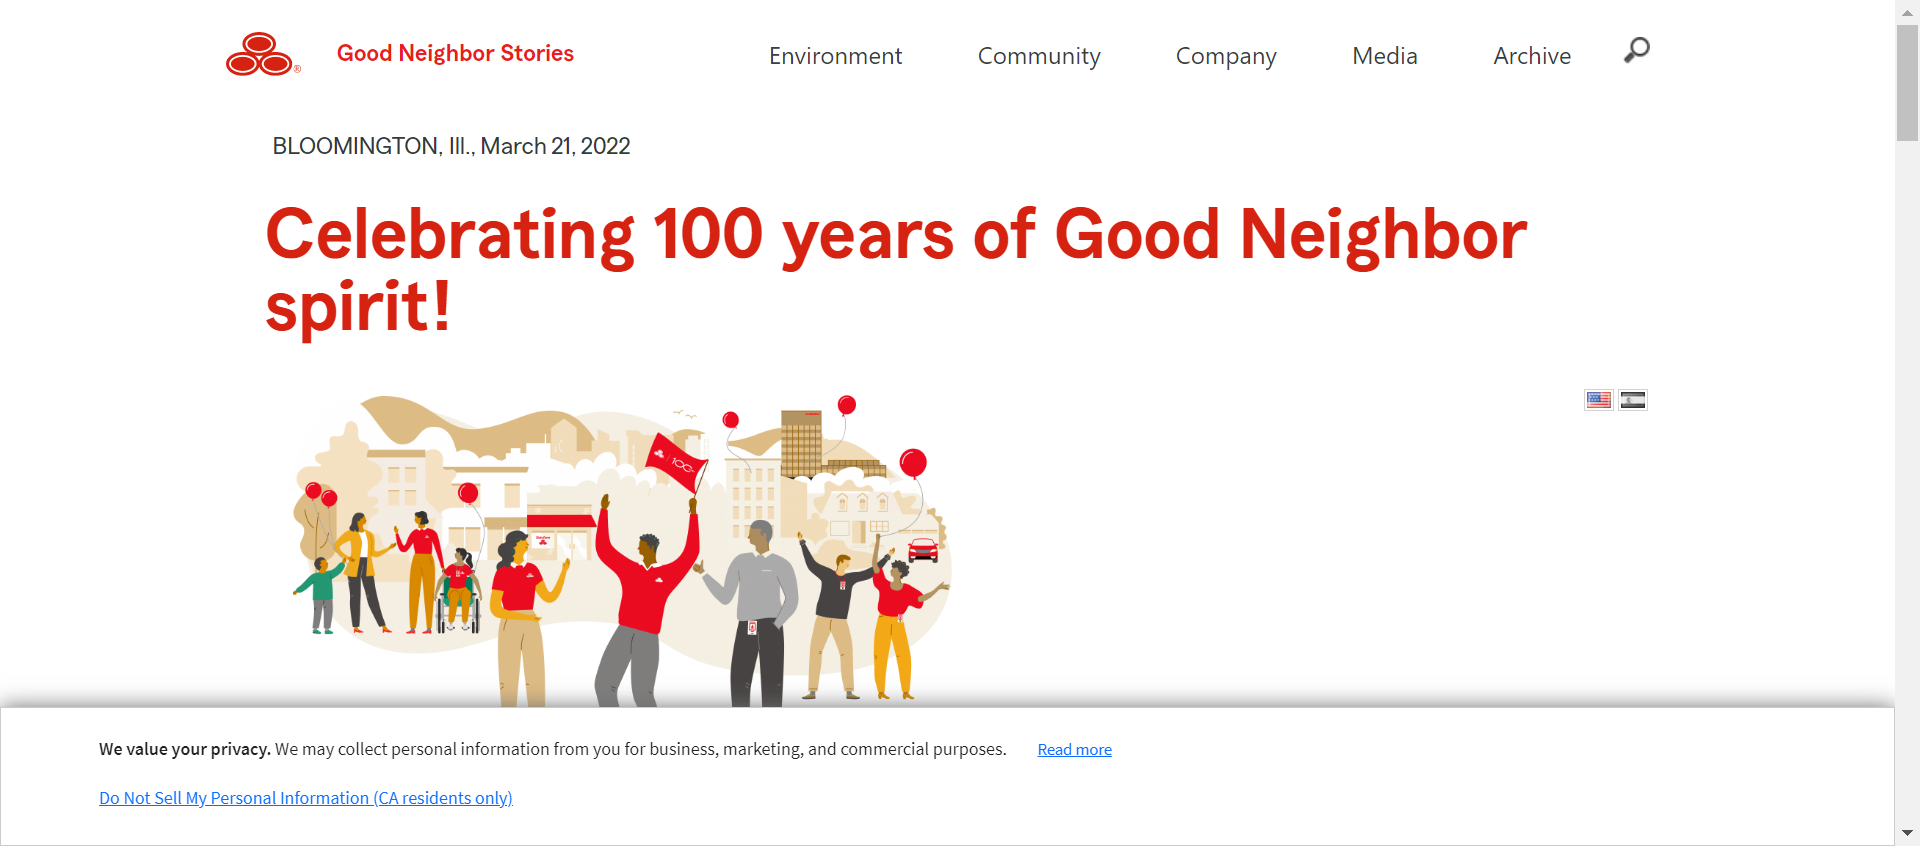 Good Neighbor Stories
Environment
Community
Company
Media
Archive
BLOOMINGTON, Ill., March 21, 2022
Celebrating 100 years of Good Neighbor
spirit!
100
We value your privacy. We may collect personal information from you for business, marketing, and commercial purposes. Read more
Do Not Sell My Personal Information (CA residents only)